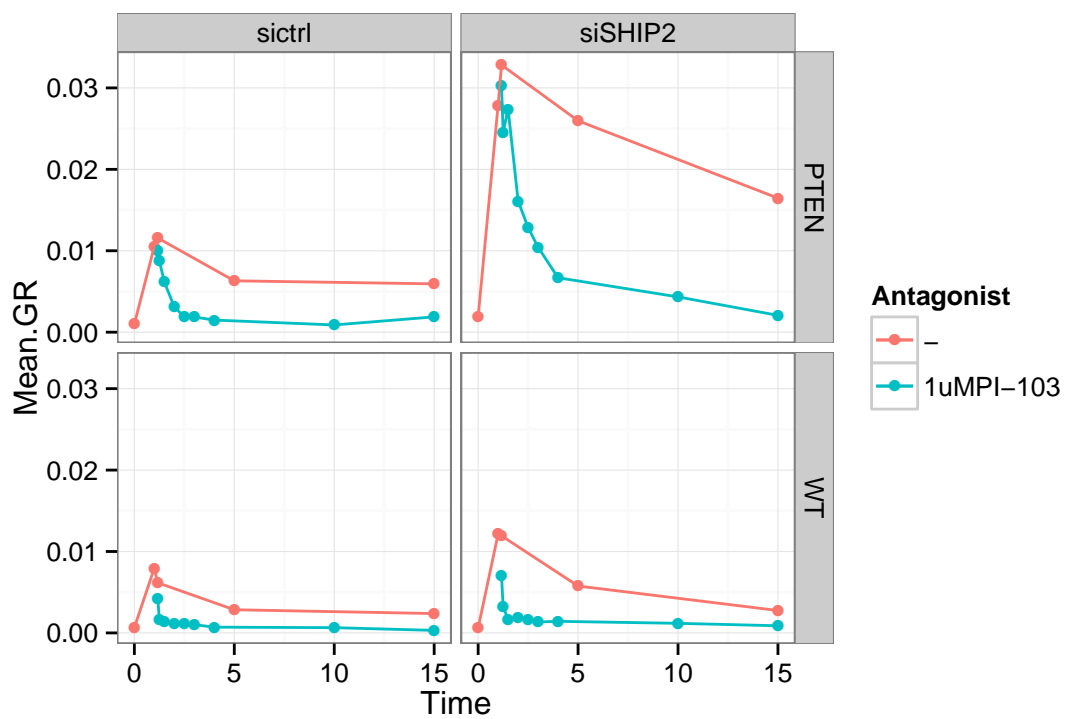 sictrl siSHIP2
0.03
0.02
0.01
0.00
PTEN
0.03
0.02
0.01
0.00
WT
0 5 10 15 0 5 10 15
Time
Mean.GR
Antagonist
−
1uMPI−103